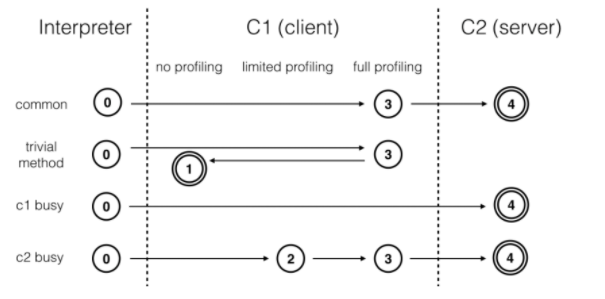 Interpreter C1 (client) C2 (server)
no profiling limited profiling full profiling
common 0 3 4
trivial
method 0 1 3
c1 busy 0 4
c2 busy 0 2 3 4